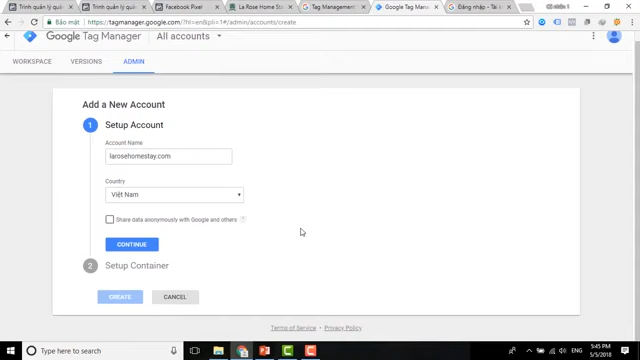 Trình quản lý quả
Trình quản lý quả
Facebook Pixel
La Rose Home Sta
Tag Management
Google Tag Manag
Đăng nhập - Tài k
Bảo mật
https://tagmanager.google.com/?hl=en&pli=1#/admin/accounts/create
Google Tag Manager
All accounts
WORKSPACE
VERSIONS
ADMIN
Add a New Account
1
Setup Account
Account Name
larosehomestay.com
Country
Việt Nam
Share data anonymously with Google and others
?
CONTINUE
2
Setup Container
CREATE
CANCEL
Terms of Service
Privacy Policy
Type here to search
ENG
5:45 PM
5/5/2018